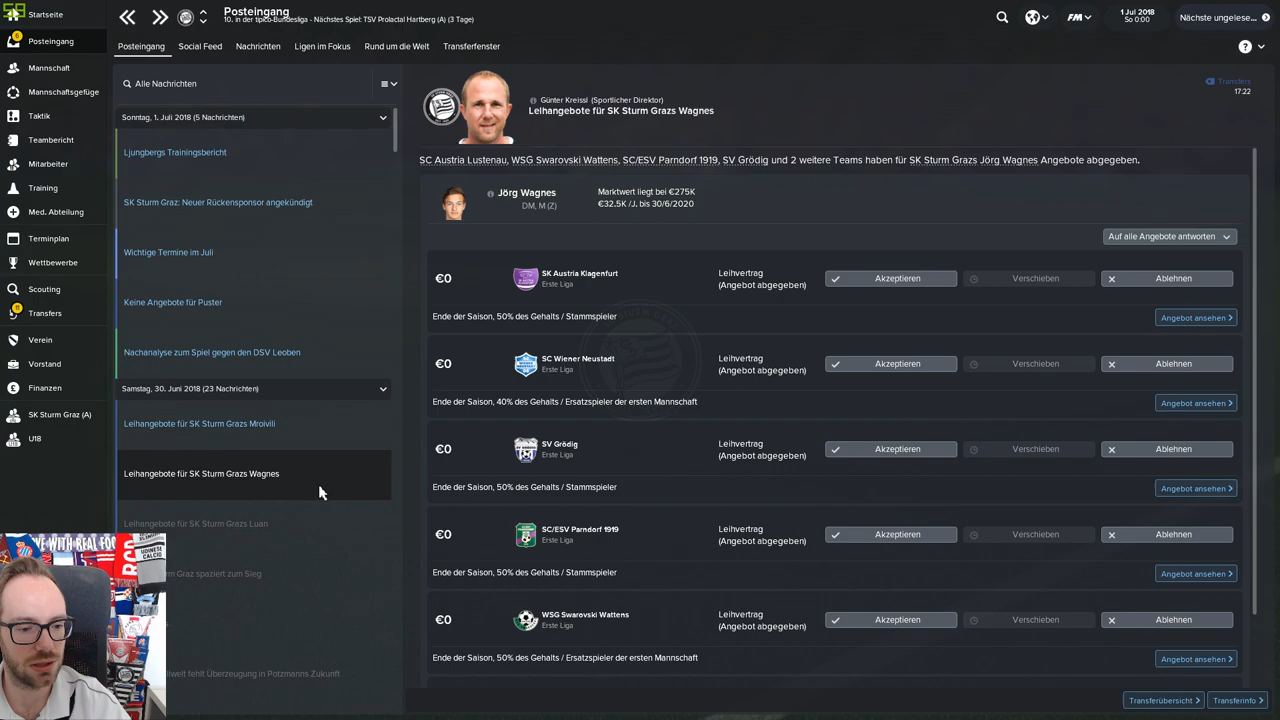 Startseite
Posteingang
10. in der tipico-Bundesliga - Nächstes Spiel: TSV Prolactal Hartberg (A) (3 Tage)
FM
1 Jul 2018
So 0:00
Nächste ungelese...
6
Posteingang
Posteingang
Social Feed
Nachrichten
Ligen im Fokus
Rund um die Welt
Transferfenster
?
Mannschaft
Mannschaftsgefüge
Taktik
Teambericht
Mitarbeiter
Training
Med. Abteilung
Terminplan
Wettbewerbe
Scouting
11
Transfers
Verein
Vorstand
Finanzen
SK Sturm Graz (A)
U18
Alle Nachrichten
Sonntag, 1. Juli 2018 (5 Nachrichten)
Ljungbergs Trainingsbericht
SK Sturm Graz: Neuer Rückensponsor angekündigt
Wichtige Termine im Juli
Keine Angebote für Puster
Nachanalyse zum Spiel gegen den DSV Leoben
Samstag, 30. Juni 2018 (23 Nachrichten)
Leihangebote für SK Sturm Grazs Mroivili
Leihangebote für SK Sturm Grazs Wagnes
Leihangebote für SK Sturm Grazs Luan
Graz spaziert zum Sieg
fehlt Überzeugung in Potzmanns Zukunft
Günter Kreissl (Sportlicher Direktor)
Leihangebote für SK Sturm Grazs Wagnes
Transfers
17:22
SC Austria Lustenau, WSG Swarovski Wattens, SC/ESV Parndorf 1919, SV Grödig und 2 weitere Teams haben für SK Sturm Grazs Jörg Wagnes Angebote abgegeben.
Jörg Wagnes
DM, M (Z)
Marktwert liegt bei €275K
€32.5K /J. bis 30/6/2020
Auf alle Angebote antworten
€0
SK Austria Klagenfurt
Erste Liga
Leihvertrag
(Angebot abgegeben)
Akzeptieren
Verschieben
Ablehnen
Ende der Saison, 50% des Gehalts / Stammspieler
Angebot ansehen
€0
SC Wiener Neustadt
Erste Liga
Leihvertrag
(Angebot abgegeben)
Akzeptieren
Verschieben
Ablehnen
Ende der Saison, 40% des Gehalts / Ersatzspieler der ersten Mannschaft
Angebot ansehen
€0
SV Grödig
Erste Liga
Leihvertrag
(Angebot abgegeben)
Akzeptieren
Verschieben
Ablehnen
Ende der Saison, 50% des Gehalts / Stammspieler
Angebot ansehen
€0
SC/ESV Parndorf 1919
Erste Liga
Leihvertrag
(Angebot abgegeben)
Akzeptieren
Verschieben
Ablehnen
Ende der Saison, 50% des Gehalts / Stammspieler
Angebot ansehen
€0
WSG Swarovski Wattens
Erste Liga
Leihvertrag
(Angebot abgegeben)
Akzeptieren
Verschieben
Ablehnen
Ende der Saison, 50% des Gehalts / Ersatzspieler der ersten Mannschaft
Angebot ansehen
Transferübersicht
Transferinfo
UDINESE
CALCIO